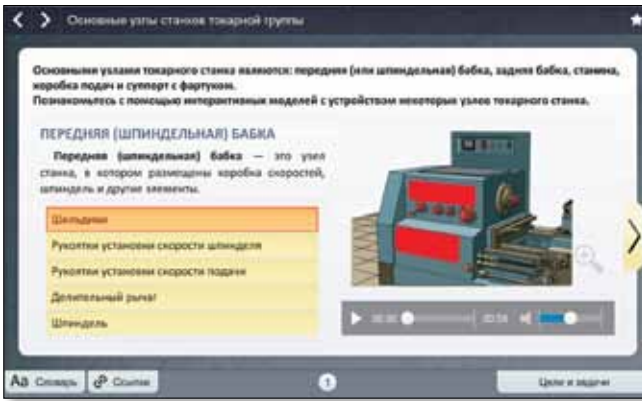 Основные узлы станков токарной группы
Основными узлами токарного станка являются: передняя (или шпиндельная) бабка, задняя бабка, станина,
коробка подач и суппорт с фартуком.
Познакомьтесь с помощью интерактивных моделей с устройством некоторых узлов токарного станка.
ПЕРЕДНЯЯ (ШПИНДЕЛЬНАЯ) БАБКА
Передняя (шпиндельная) бабка — это узел
станка, в котором размещены коробка скоростей,
шпиндель и другие элементы.
Шильдики
Рукоятки установки скорости шпинделя
Рукоятки установки скорости подачи
Делительный рычаг
Шпиндель
00:00
Аа Словарь
Ссылки
1
Цели и задачи